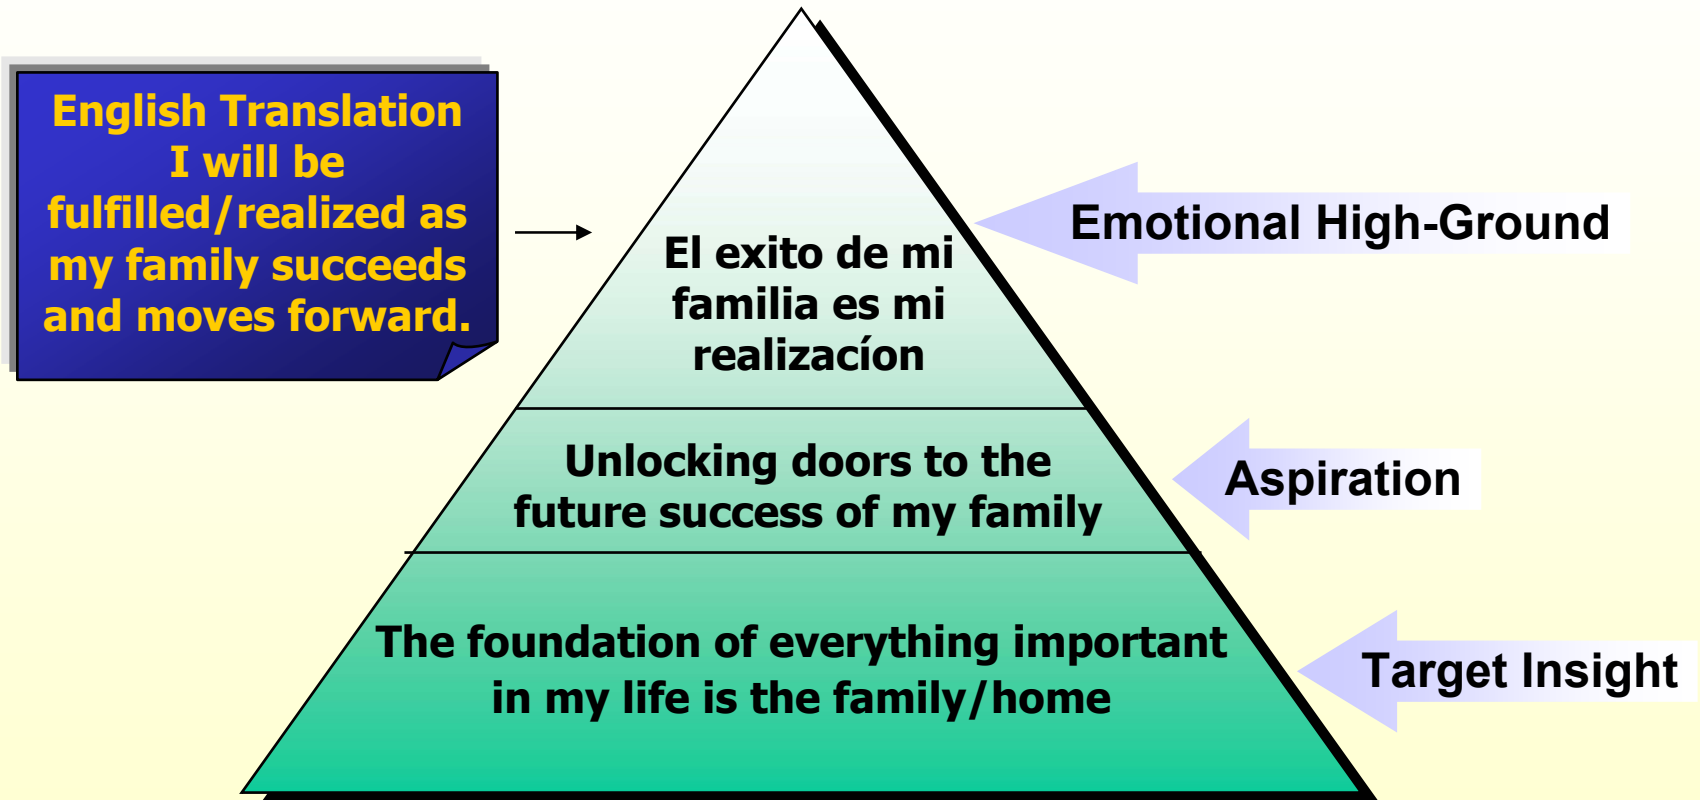 English Translation
I will be
fulfilled/realized as
my family succeeds
and moves forward.
El exito de mi
familia es mi
realizacíon
Emotional High-Ground
Unlocking doors to the
future success of my family
Aspiration
The foundation of everything important
in my life is the family/home
Target Insight